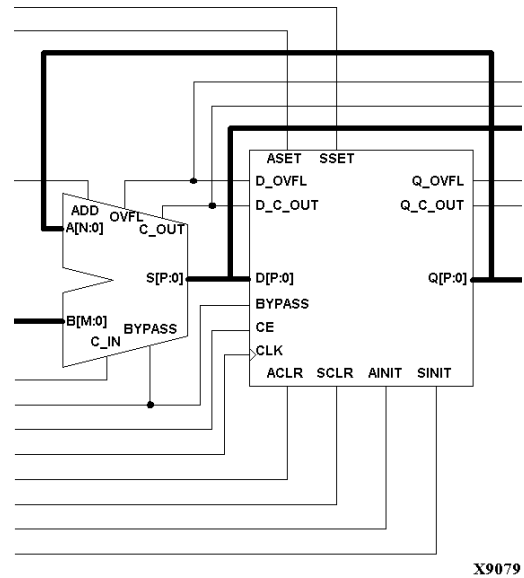 ASET SSET
D_OVFL Q_OVFL
D_C_OUT Q_C_OUT
ADD
OVFL
C_OUT
A[N:0]
S[P:0]
D[P:0] Q[P:0]
B[M:0]
BYPASS
C_IN
BYPASS
CE
CLK
ACLR SCLR AINIT SINIT
X9079